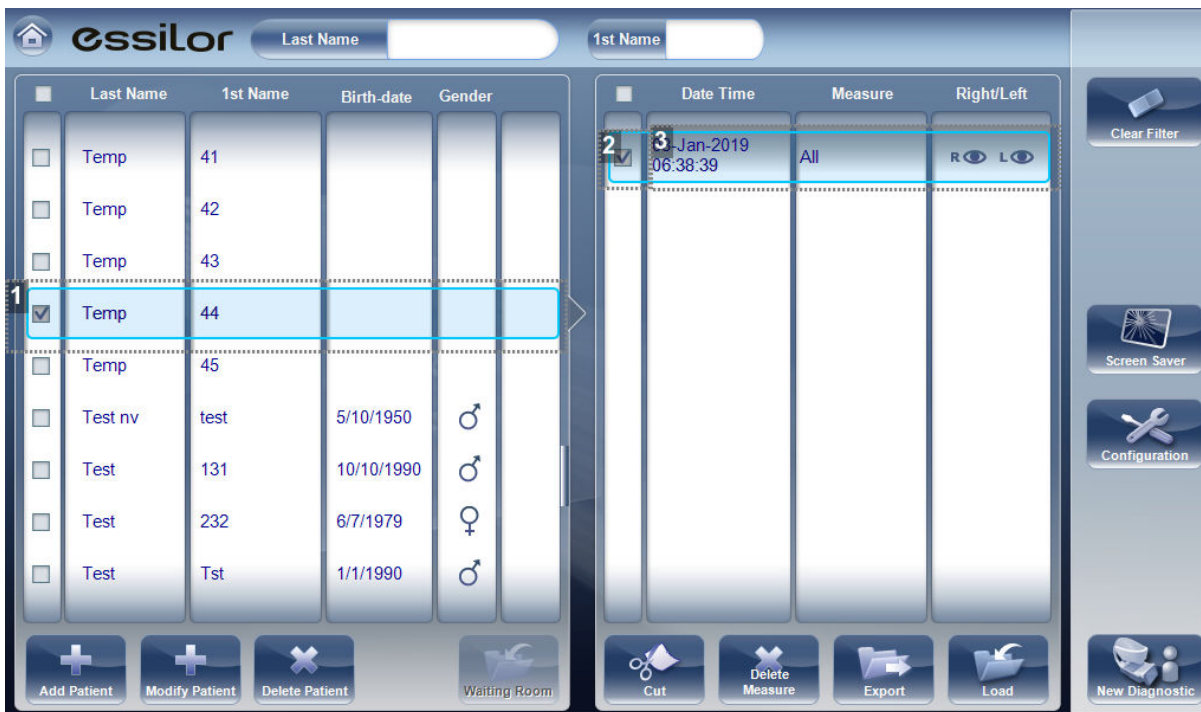 essilor Last Name 1st Name
Last Name 1st Name Birth-date Gender
Temp 41
Temp 42
Temp 43
1
Temp 44
Temp 45
Test nv test 5/10/1950
Test 131 10/10/1990
Test 232 6/7/1979
Test Tst 1/1/1990
Add Patient Modify Patient Delete Patient Waiting Room
Date Time Measure Right/Left
2 3
-Jan-2019
06:38:39 All R L
Cut Delete Measure Export Load
Clear Filter
Screen Saver
Configuration
New Diagnostic